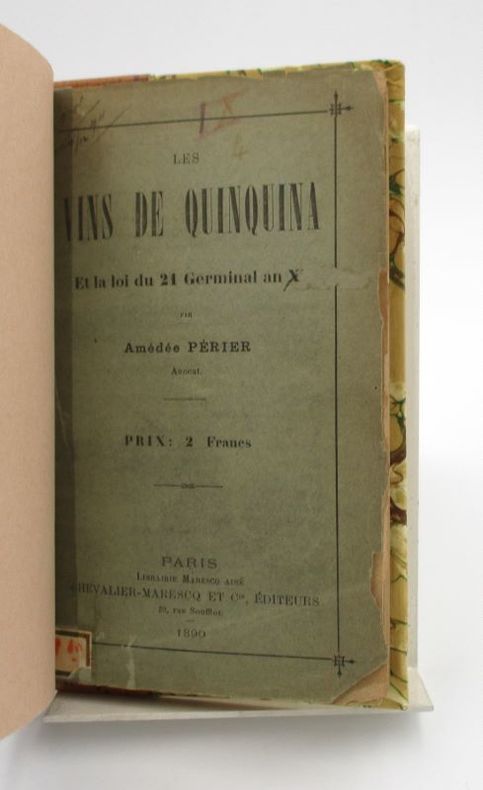 LES
VINS DE QUINQUINA
Et la loi du 21 Germinal an X
PAR
Amédée PÉRIER
Avocat.
PRIX: 2 Francs
PARIS
LIBRAIRIE MARESCQ AINÉ
CHEVALIER-MARESCQ ET Cie, ÉDITEURS
20, rue Soufflot
1890